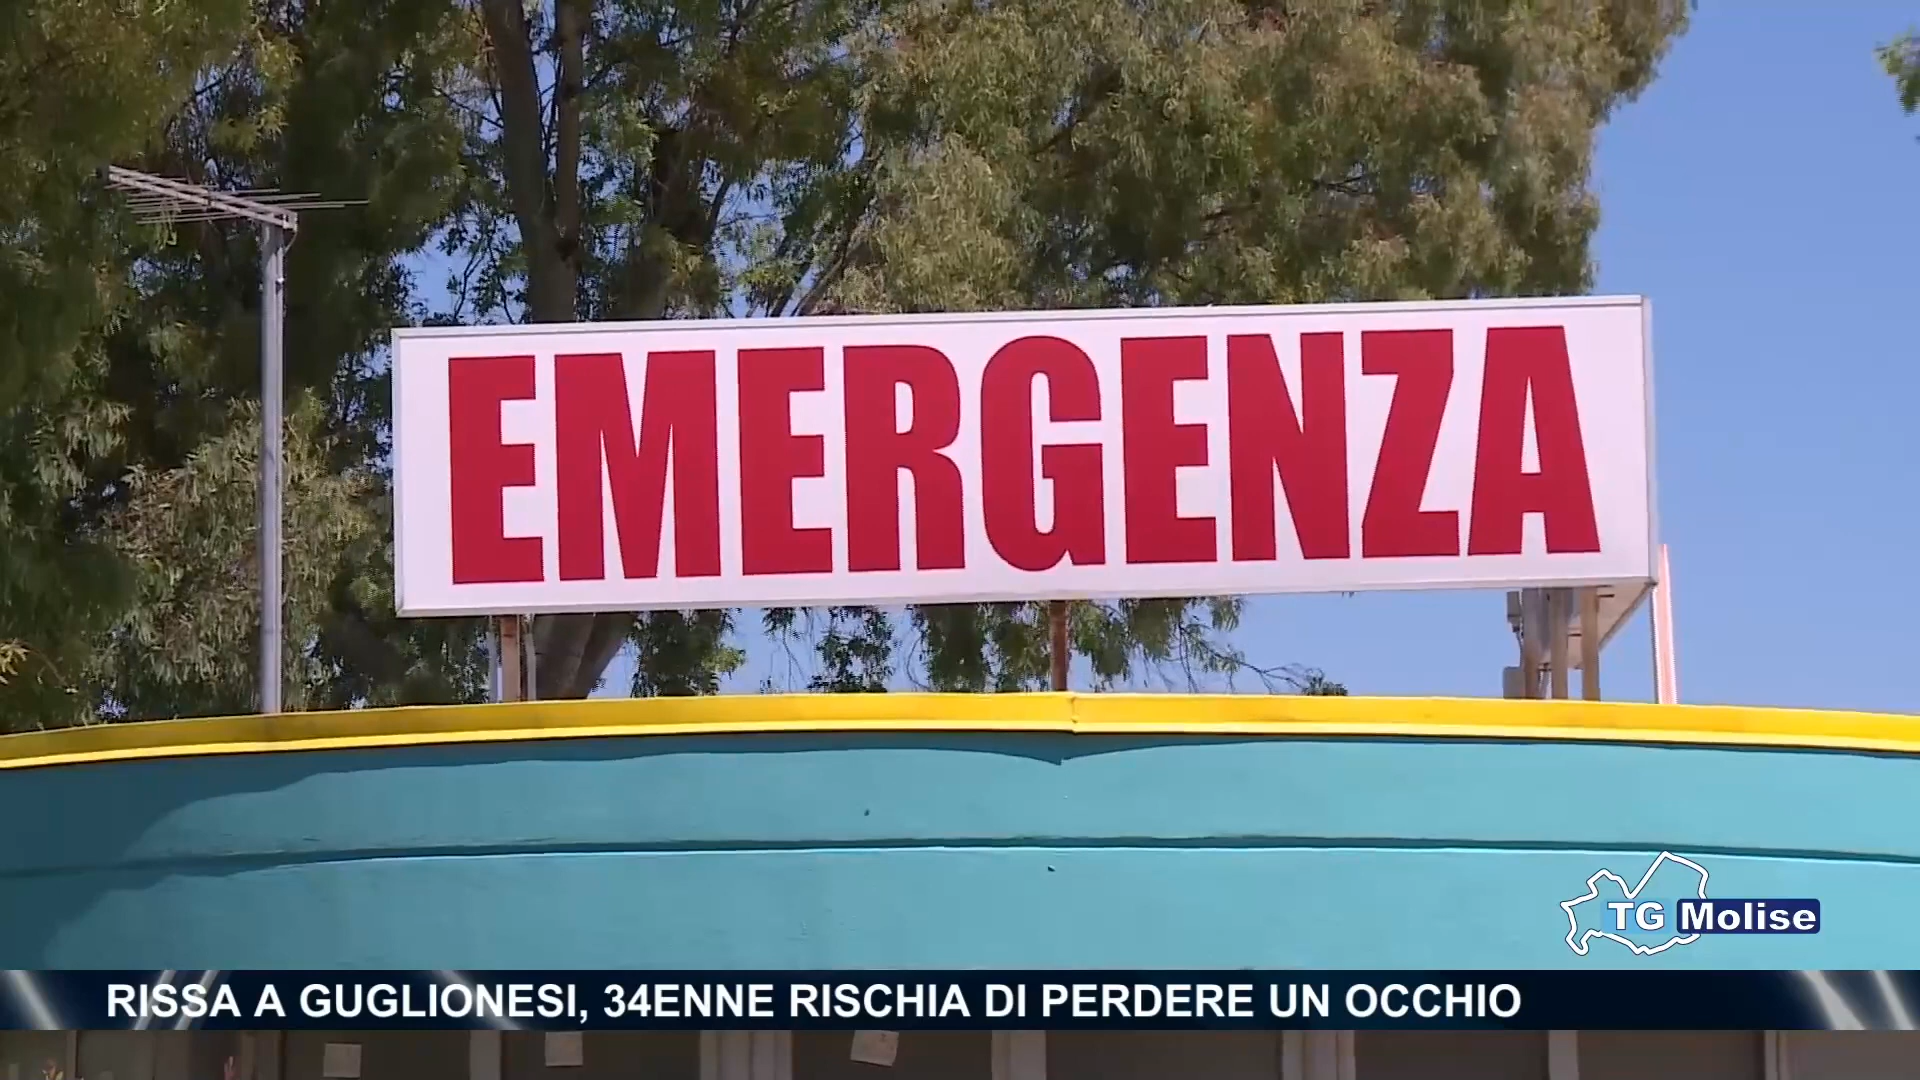 EMERGENZA
TG Molise
RISSA A GUGLIONESI, 34ENNE RISCHIA DI PERDERE UN OCCHIO